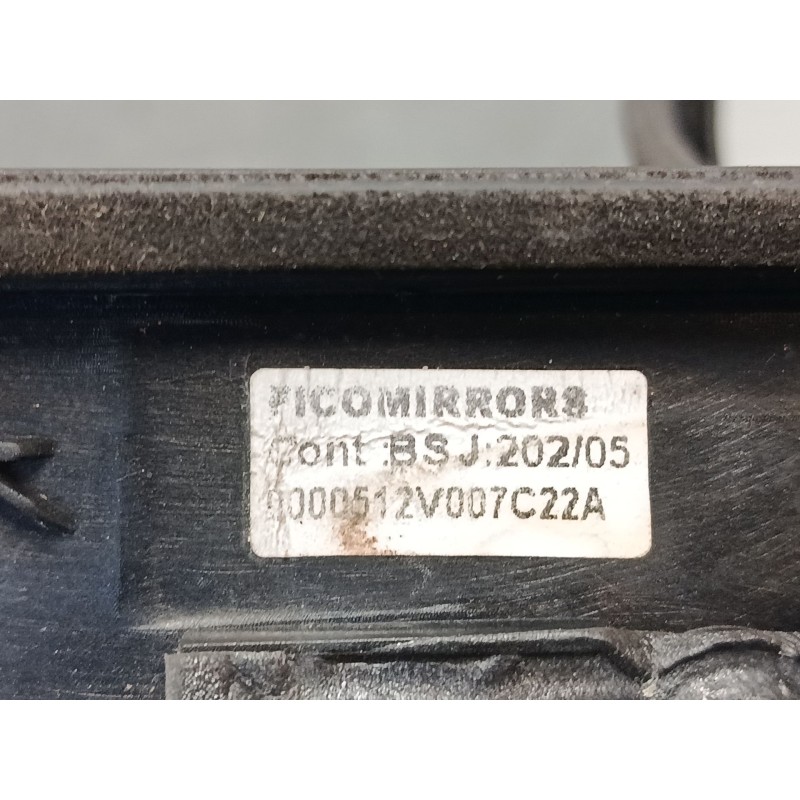 FICOMIRRORS
Cont :BSJ:202/05
0000512V007C22A